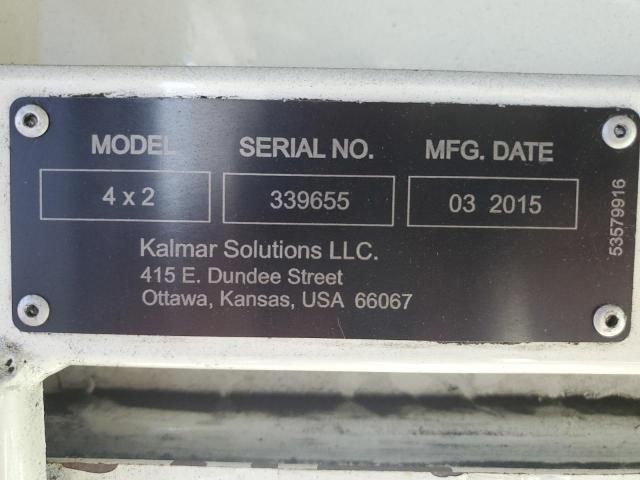 MODEL SERIAL NO. MFG. DATE
4 x 2 339655 03 2015
Kalmar Solutions LLC.
415 E. Dundee Street
Ottawa, Kansas, USA 66067
53579916